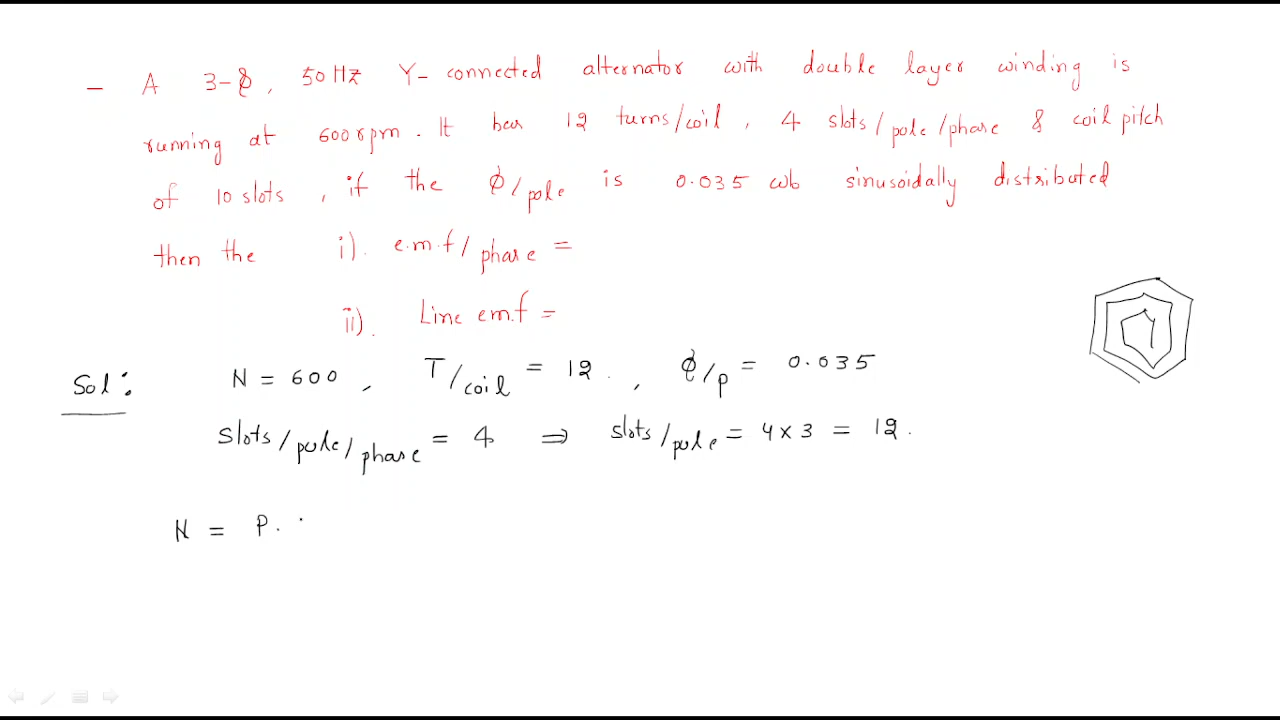 - A 3-ϕ, 50 Hz Y- connected alternator with double layer winding is
running at 600 rpm. It has 12 turns/coil, 4 slots/pole/phase & coil pitch
of 10 slots, if the ϕ/pole is 0.035 wb sinusoidally distributed
then the i). e.m.f/phase =
ii). Line emf =
Sol: N = 600, T/coil = 12., ϕ/p = 0.035
Slots/pole/phase = 4 ⇒ slots/pole = 4 x 3 = 12.
N = P.